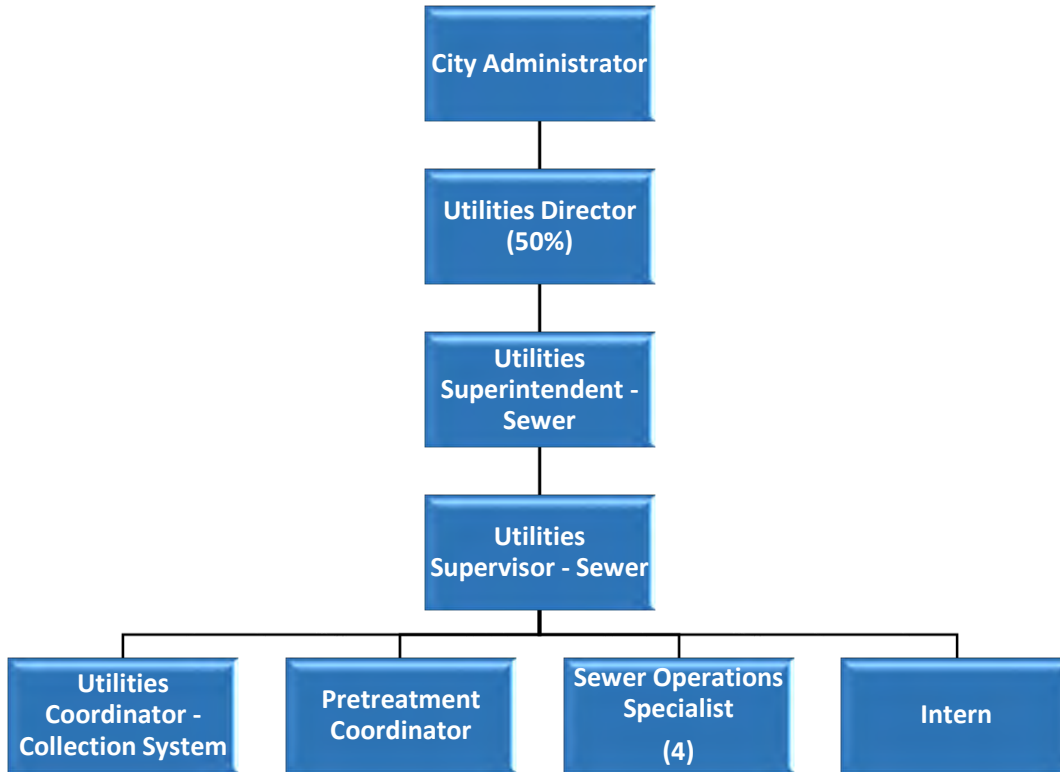 City Administrator
Utilities Director
(50%)
Utilities
Superintendent -
Sewer
Utilities
Supervisor - Sewer
Utilities
Coordinator -
Collection System
Pretreatment
Coordinator
Sewer Operations
Specialist
(4)
Intern